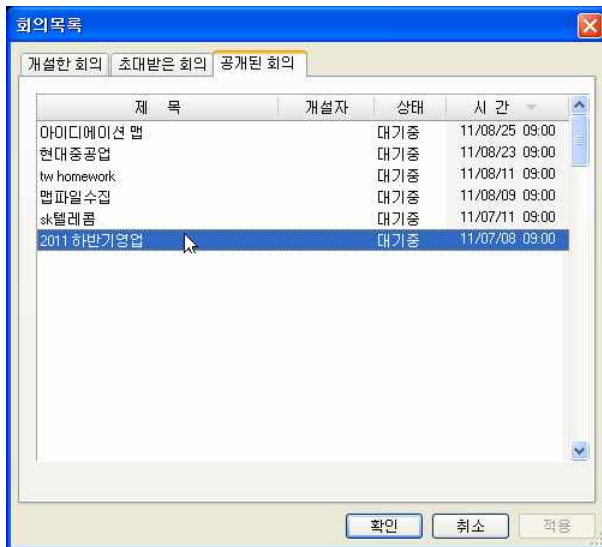 회의목록
개설한 회의 초대받은 회의 공개된 회의
제 목 개설자 상태 시 간
아이디에이션 맵 대기중 11/08/25 09:00
현대중공업 대기중 11/08/23 09:00
tw homework 대기중 11/08/11 09:00
맵파일수집 대기중 11/08/09 09:00
sk텔레콤 대기중 11/07/11 09:00
2011 하반기영업 대기중 11/07/08 09:00
확인 취소 적용